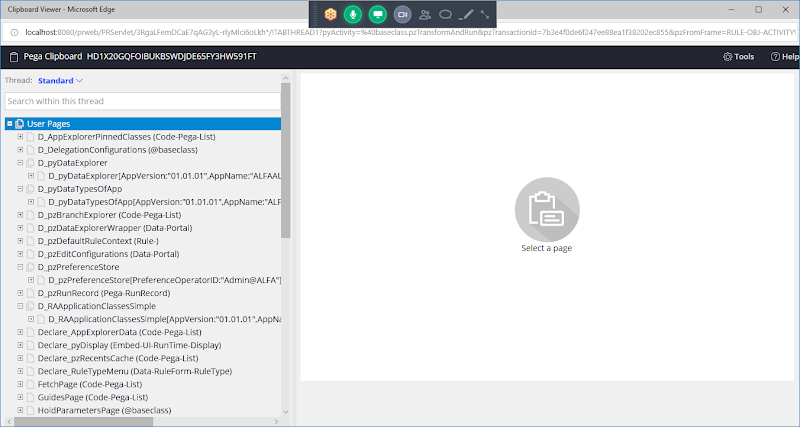 Clipboard Viewer - Microsoft Edge
localhost:8080/prweb/PRServlet/3RgaLFemDCaE7qAG3yL-rlyMIci6oLkh*/!TABTHREAD1?pyActivity=%40baseclass.pzTransformAndRun&pzTransactionId=7b3e4f0de6f247ee88ea1f38202ec855&pzFromFrame=RULE-OBJ-ACTIVITY
Pega Clipboard HD1X20GQFOIBUKBSWDJDE65FY3HW591FT
Tools
Help
Thread: Standard
Search within this thread
User Pages
D_AppExplorerPinnedClasses (Code-Pega-List)
D_DelegationConfigurations (@baseclass)
D_pyDataExplorer
D_pyDataExplorer[AppVersion:"01.01.01",AppName:"ALFAAU
D_pyDataTypesOfApp
D_pyDataTypesOfApp[AppVersion:"01.01.01",AppName:"ALF
D_pzBranchExplorer (Code-Pega-List)
D_pzDataExplorerWrapper (Data-Portal)
D_pzDefaultRuleContext (Rule-)
D_pzEditConfigurations (Data-Portal)
D_pzPreferenceStore
D_pzPreferenceStore[PreferenceOperatorID:"Admin@ALFA"]
D_pzRunRecord (Pega-RunRecord)
D_RAApplicationClassesSimple
D_RAApplicationClassesSimple[AppVersion:"01.01.01",AppNa
Declare_AppExplorerData (Code-Pega-List)
Declare_pyDisplay (Embed-UI-RunTime-Display)
Declare_pzRecentsCache (Code-Pega-List)
Declare_RuleTypeMenu (Data-RuleForm-RuleType)
FetchPage (Code-Pega-List)
GuidesPage (Code-Pega-List)
HoldParametersPage (@baseclass)
Select a page